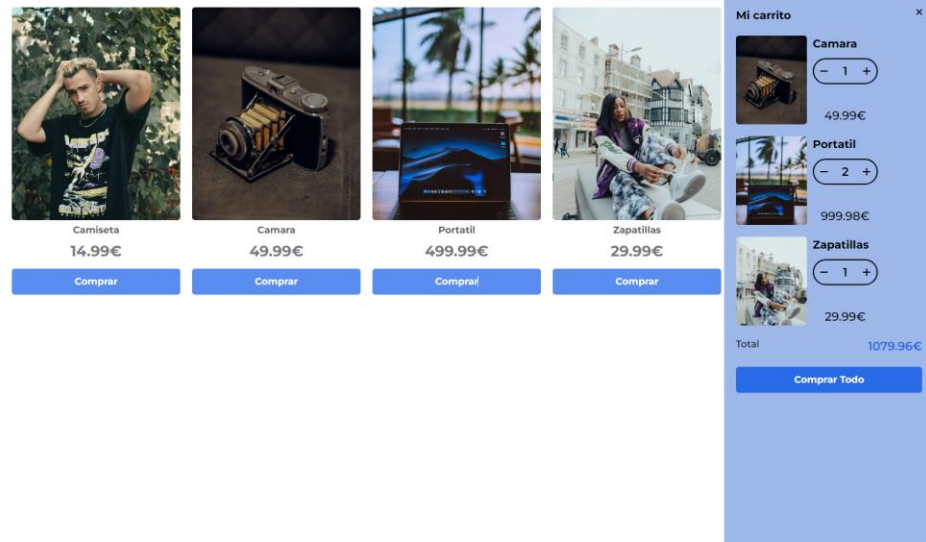 Camiseta
14.99€
Comprar
Camara
49.99€
Comprar
Portatil
499.99€
Comprar
Zapatillas
29.99€
Comprar
Mi carrito
×
Camara
− 1 +
49.99€
Portatil
− 2 +
999.98€
Zapatillas
− 1 +
29.99€
Total 1079.96€
Comprar Todo